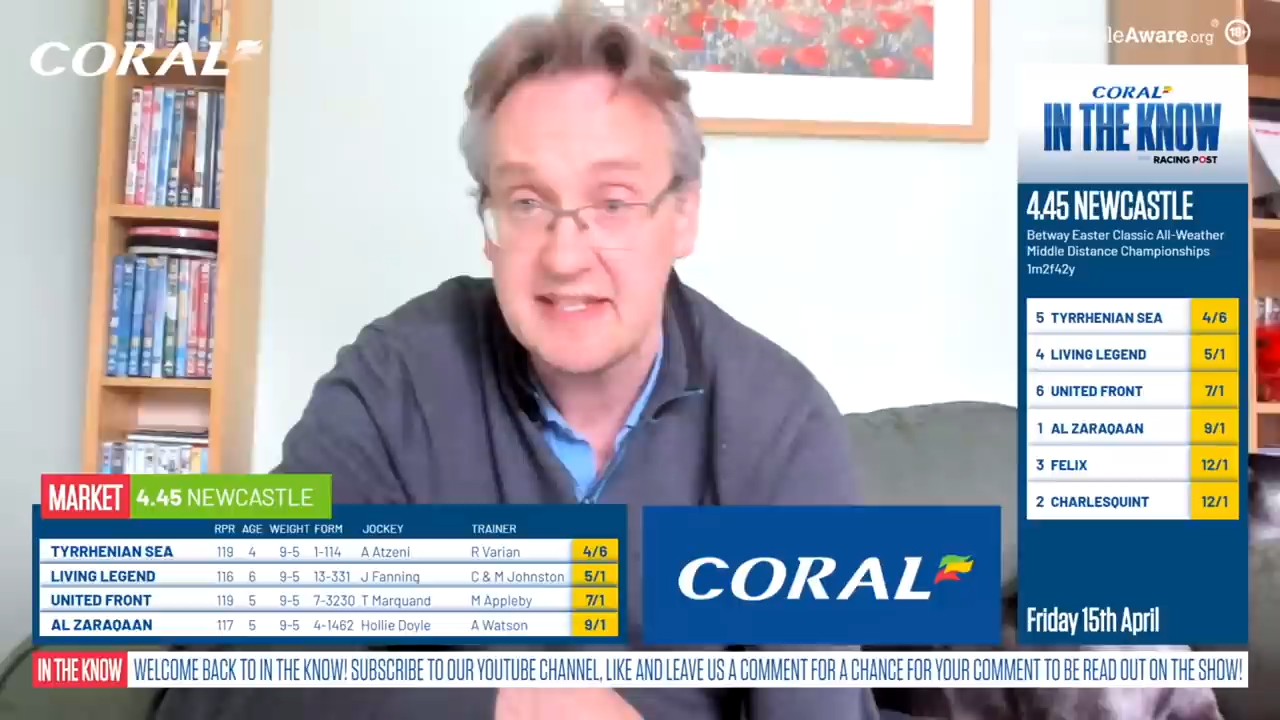 CORAL
leAware.org 18+
CORAL
IN THE KNOW
RACING POST
4.45 NEWCASTLE
Betway Easter Classic All-Weather
Middle Distance Championships
1m2f42y
5 TYRRHENIAN SEA 4/6
4 LIVING LEGEND 5/1
6 UNITED FRONT 7/1
1 AL ZARAQAAN 9/1
3 FELIX 12/1
2 CHARLESQUINT 12/1
Friday 15th April
MARKET 4.45 NEWCASTLE
RPR AGE WEIGHT FORM JOCKEY TRAINER
TYRRHENIAN SEA 119 4 9-5 1-114 A Atzeni R Varian 4/6
LIVING LEGEND 116 6 9-5 13-331 J Fanning C & M Johnston 5/1
UNITED FRONT 119 5 9-5 7-3230 T Marquand M Appleby 7/1
AL ZARAQAAN 117 5 9-5 4-1462 Hollie Doyle A Watson 9/1
CORAL
IN THE KNOW WELCOME BACK TO IN THE KNOW! SUBSCRIBE TO OUR YOUTUBE CHANNEL, LIKE AND LEAVE US A COMMENT FOR A CHANCE FOR YOUR COMMENT TO BE READ OUT ON THE SHOW!